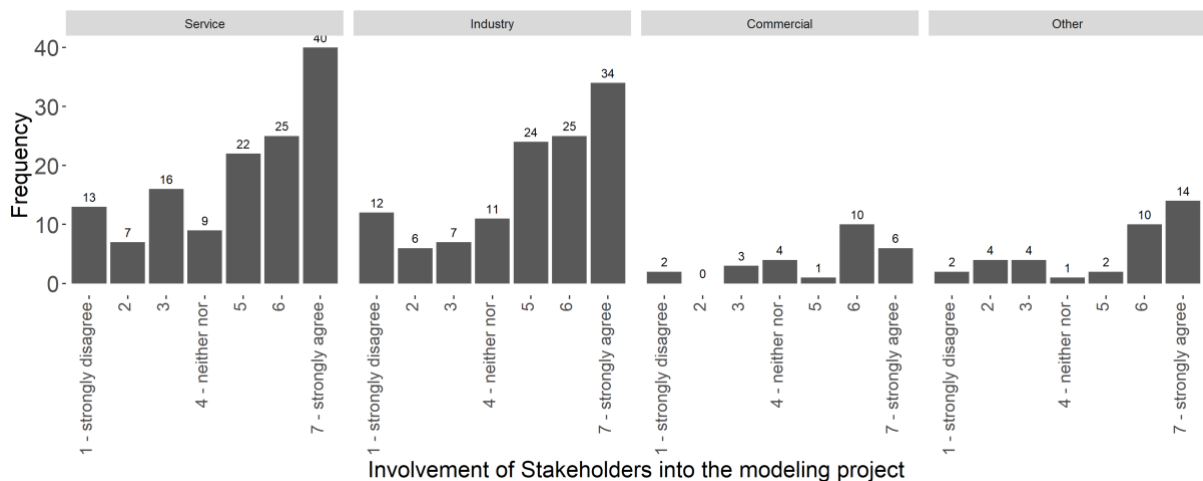 Service Industry Commercial Other
Frequency
40
30
20
10
0
13 7 16 9 22 25 40
12 6 7 11 24 25 34
2 0 3 4 1 10 6
2 4 4 1 2 10 14
1 - strongly disagree
2
3
4 - neither nor
5
6
7 - strongly agree
1 - strongly disagree
2
3
4 - neither nor
5
6
7 - strongly agree
1 - strongly disagree
2
3
4 - neither nor
5
6
7 - strongly agree
1 - strongly disagree
2
3
4 - neither nor
5
6
7 - strongly agree
Involvement of Stakeholders into the modeling project